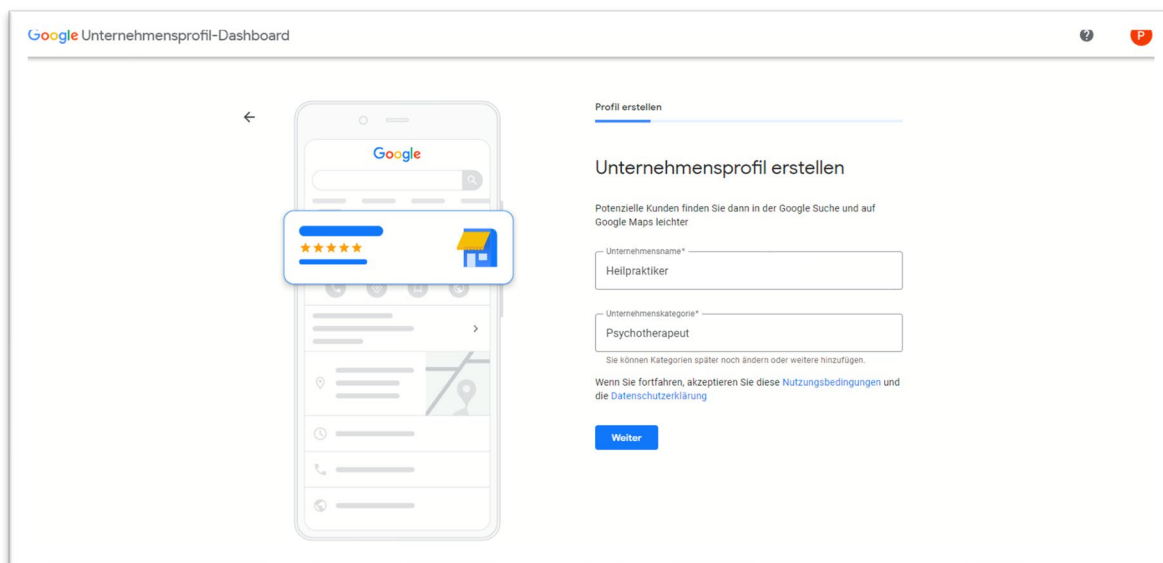 Google Unternehmensprofil-Dashboard
P
Google
Profil erstellen
Unternehmensprofil erstellen
Potenzielle Kunden finden Sie dann in der Google Suche und auf
Google Maps leichter
Unternehmensname*
Heilpraktiker
Unternehmenskategorie*
Psychotherapeut
Sie können Kategorien später noch ändern oder weitere hinzufügen.
Wenn Sie fortfahren, akzeptieren Sie diese Nutzungsbedingungen und
die Datenschutzerklärung
Weiter